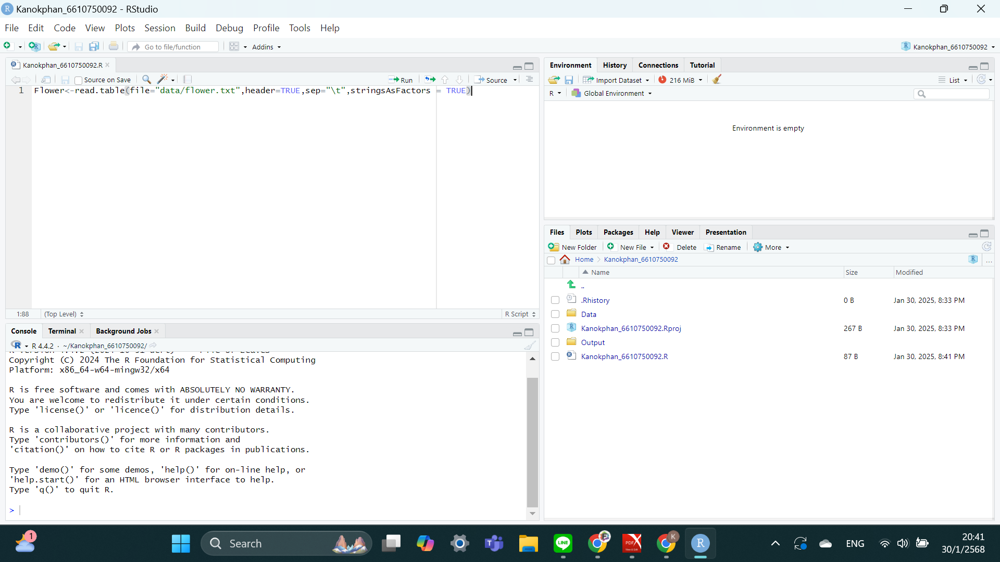 Kanokphan_6610750092 - RStudio
File Edit Code View Plots Session Build Debug Profile Tools Help
Go to file/function Addins Kanokphan_6610750092
Kanokphan_6610750092.R
Source on Save Run Source
1 Flower<-read.table(file="data/flower.txt",header=TRUE,sep="\t",stringsAsFactors = TRUE)
1:88 (Top Level) R Script
Console Terminal Background Jobs
R 4.4.2 · ~/Kanokphan_6610750092/
Copyright (C) 2024 The R Foundation for Statistical Computing
Platform: x86_64-w64-mingw32/x64
R is free software and comes with ABSOLUTELY NO WARRANTY.
You are welcome to redistribute it under certain conditions.
Type 'license()' or 'licence()' for distribution details.
R is a collaborative project with many contributors.
Type 'contributors()' for more information and
'citation()' on how to cite R or R packages in publications.
Type 'demo()' for some demos, 'help()' for on-line help, or
'help.start()' for an HTML browser interface to help.
Type 'q()' to quit R.
>
Environment History Connections Tutorial
Import Dataset 216 MiB List
R Global Environment
Environment is empty
Files Plots Packages Help Viewer Presentation
New Folder New File Delete Rename More
Home Kanokphan_6610750092 ...
Name Size Modified
..
.Rhistory 0 B Jan 30, 2025, 8:33 PM
Data
Kanokphan_6610750092.Rproj 267 B Jan 30, 2025, 8:33 PM
Output
Kanokphan_6610750092.R 87 B Jan 30, 2025, 8:41 PM
1 Search LINE PDF View & Edit K R ENG 20:41
30/1/2568